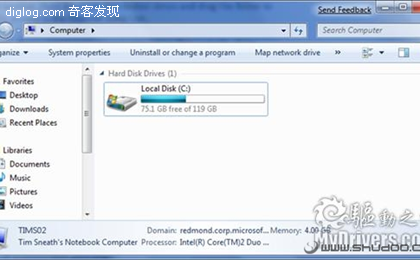 diglog.com 奇客发现
Send Feedback
Computer
Search Computer
ganize
System properties
Uninstall or change a program
Map network drive
»
Favorites
Desktop
Downloads
Recent Places
Libraries
Documents
Music
Pictures
Videos
Hard Disk Drives (1)
Local Disk (C:)
75.1 GB free of 119 GB
TIMS02
Domain: redmond.corp.microsof...
Memory: 4.00 GB
Tim Sneath's Notebook Computer
Processor: Intel(R) Core(TM)2 Duo ...
驱动之家
MyDrivers.com